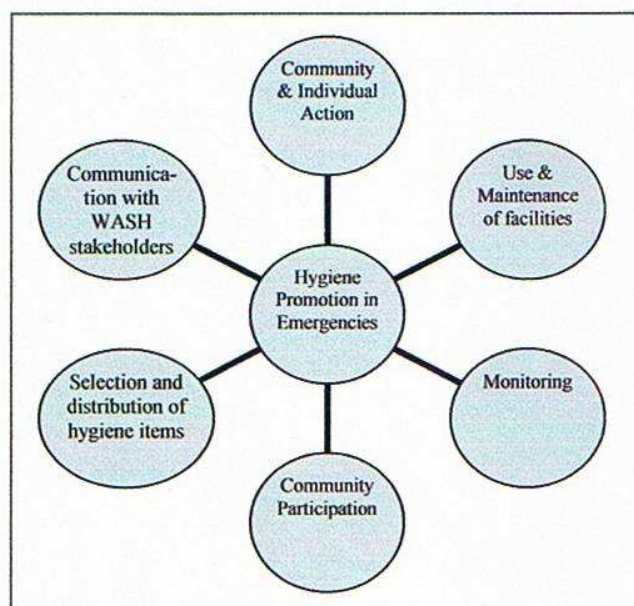 Community
& Individual
Action
Communica-
tion with
WASH
stakeholders
Use &
Maintenance
of facilities
Hygiene
Promotion in
Emergencies
Selection and
distribution of
hygiene items
Monitoring
Community
Participation